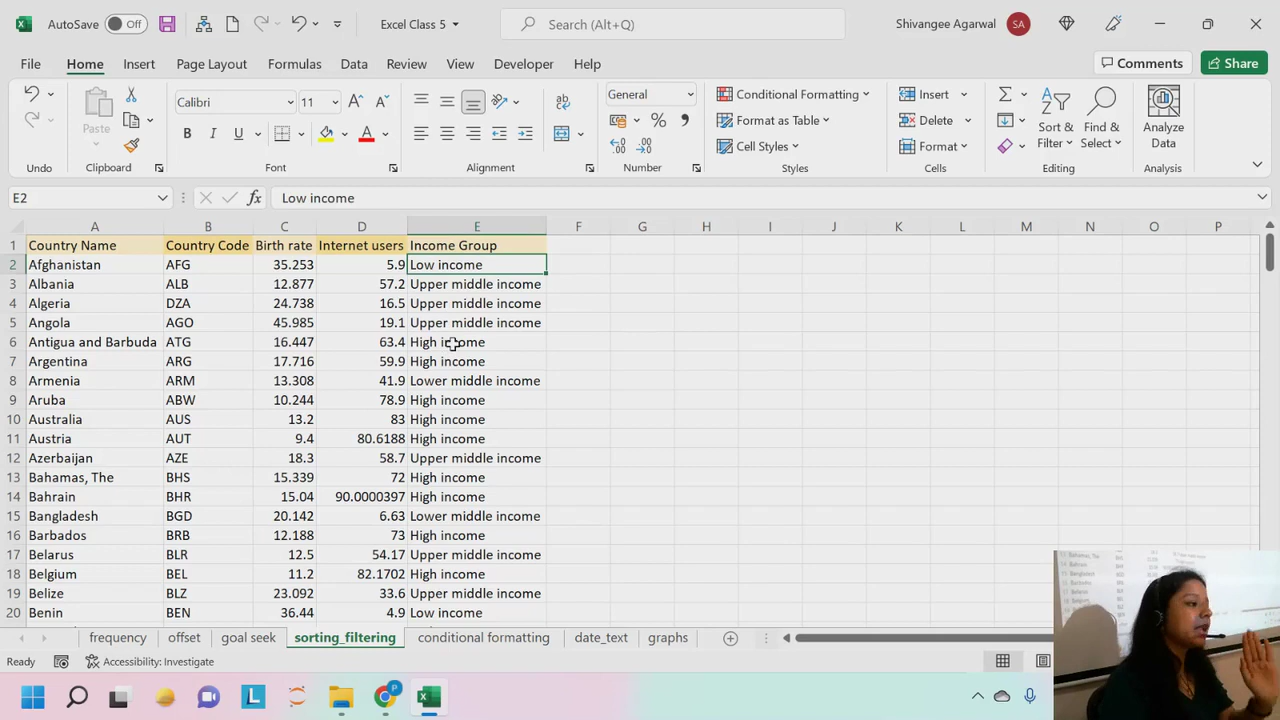 AutoSave Off Excel Class 5 Search (Alt+Q) Shivangee Agarwal SA
File Home Insert Page Layout Formulas Data Review View Developer Help Comments Share
Undo
Paste
Clipboard
Calibri 11
B I U A
Font
Alignment
General
% ,
Number
Conditional Formatting
Format as Table
Cell Styles
Styles
Insert
Delete
Format
Cells
Sort & Filter
Find & Select
Editing
Analyze Data
Analysis
E2 fx Low income
A B C D E F G H I J K L M N O P
1 Country Name Country Code Birth rate Internet users Income Group
2 Afghanistan AFG 35.253 5.9 Low income
3 Albania ALB 12.877 57.2 Upper middle income
4 Algeria DZA 24.738 16.5 Upper middle income
5 Angola AGO 45.985 19.1 Upper middle income
6 Antigua and Barbuda ATG 16.447 63.4 High income
7 Argentina ARG 17.716 59.9 High income
8 Armenia ARM 13.308 41.9 Lower middle income
9 Aruba ABW 10.244 78.9 High income
10 Australia AUS 13.2 83 High income
11 Austria AUT 9.4 80.6188 High income
12 Azerbaijan AZE 18.3 58.7 Upper middle income
13 Bahamas, The BHS 15.339 72 High income
14 Bahrain BHR 15.04 90.0000397 High income
15 Bangladesh BGD 20.142 6.63 Lower middle income
16 Barbados BRB 12.188 73 High income
17 Belarus BLR 12.5 54.17 Upper middle income
18 Belgium BEL 11.2 82.1702 High income
19 Belize BLZ 23.092 33.6 Upper middle income
20 Benin BEN 36.44 4.9 Low income
frequency offset goal seek sorting_filtering conditional formatting date_text graphs
Ready Accessibility: Investigate